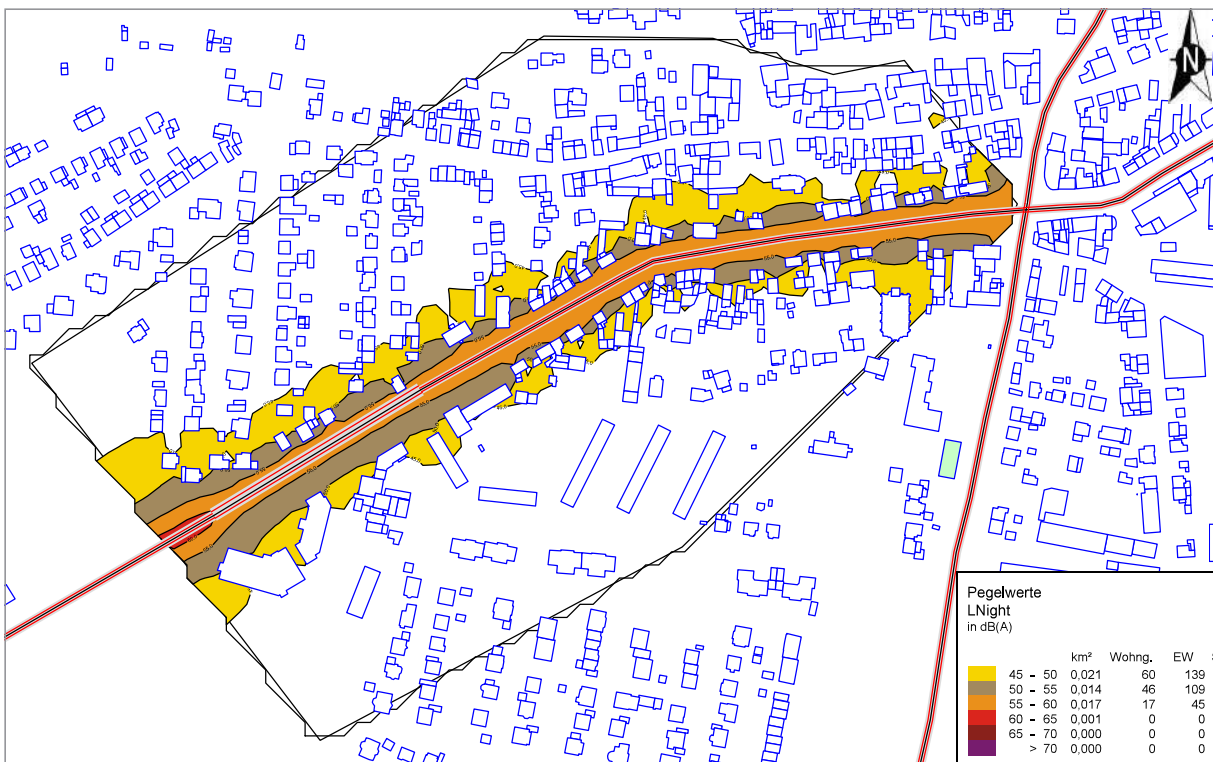 N
Pegelwerte
LNight
in dB(A)
km² Wohng. EW
45 - 50 0,021 60 139
50 - 55 0,014 46 109
55 - 60 0,017 17 45
60 - 65 0,001 0 0
65 - 70 0,000 0 0
> 70 0,000 0 0